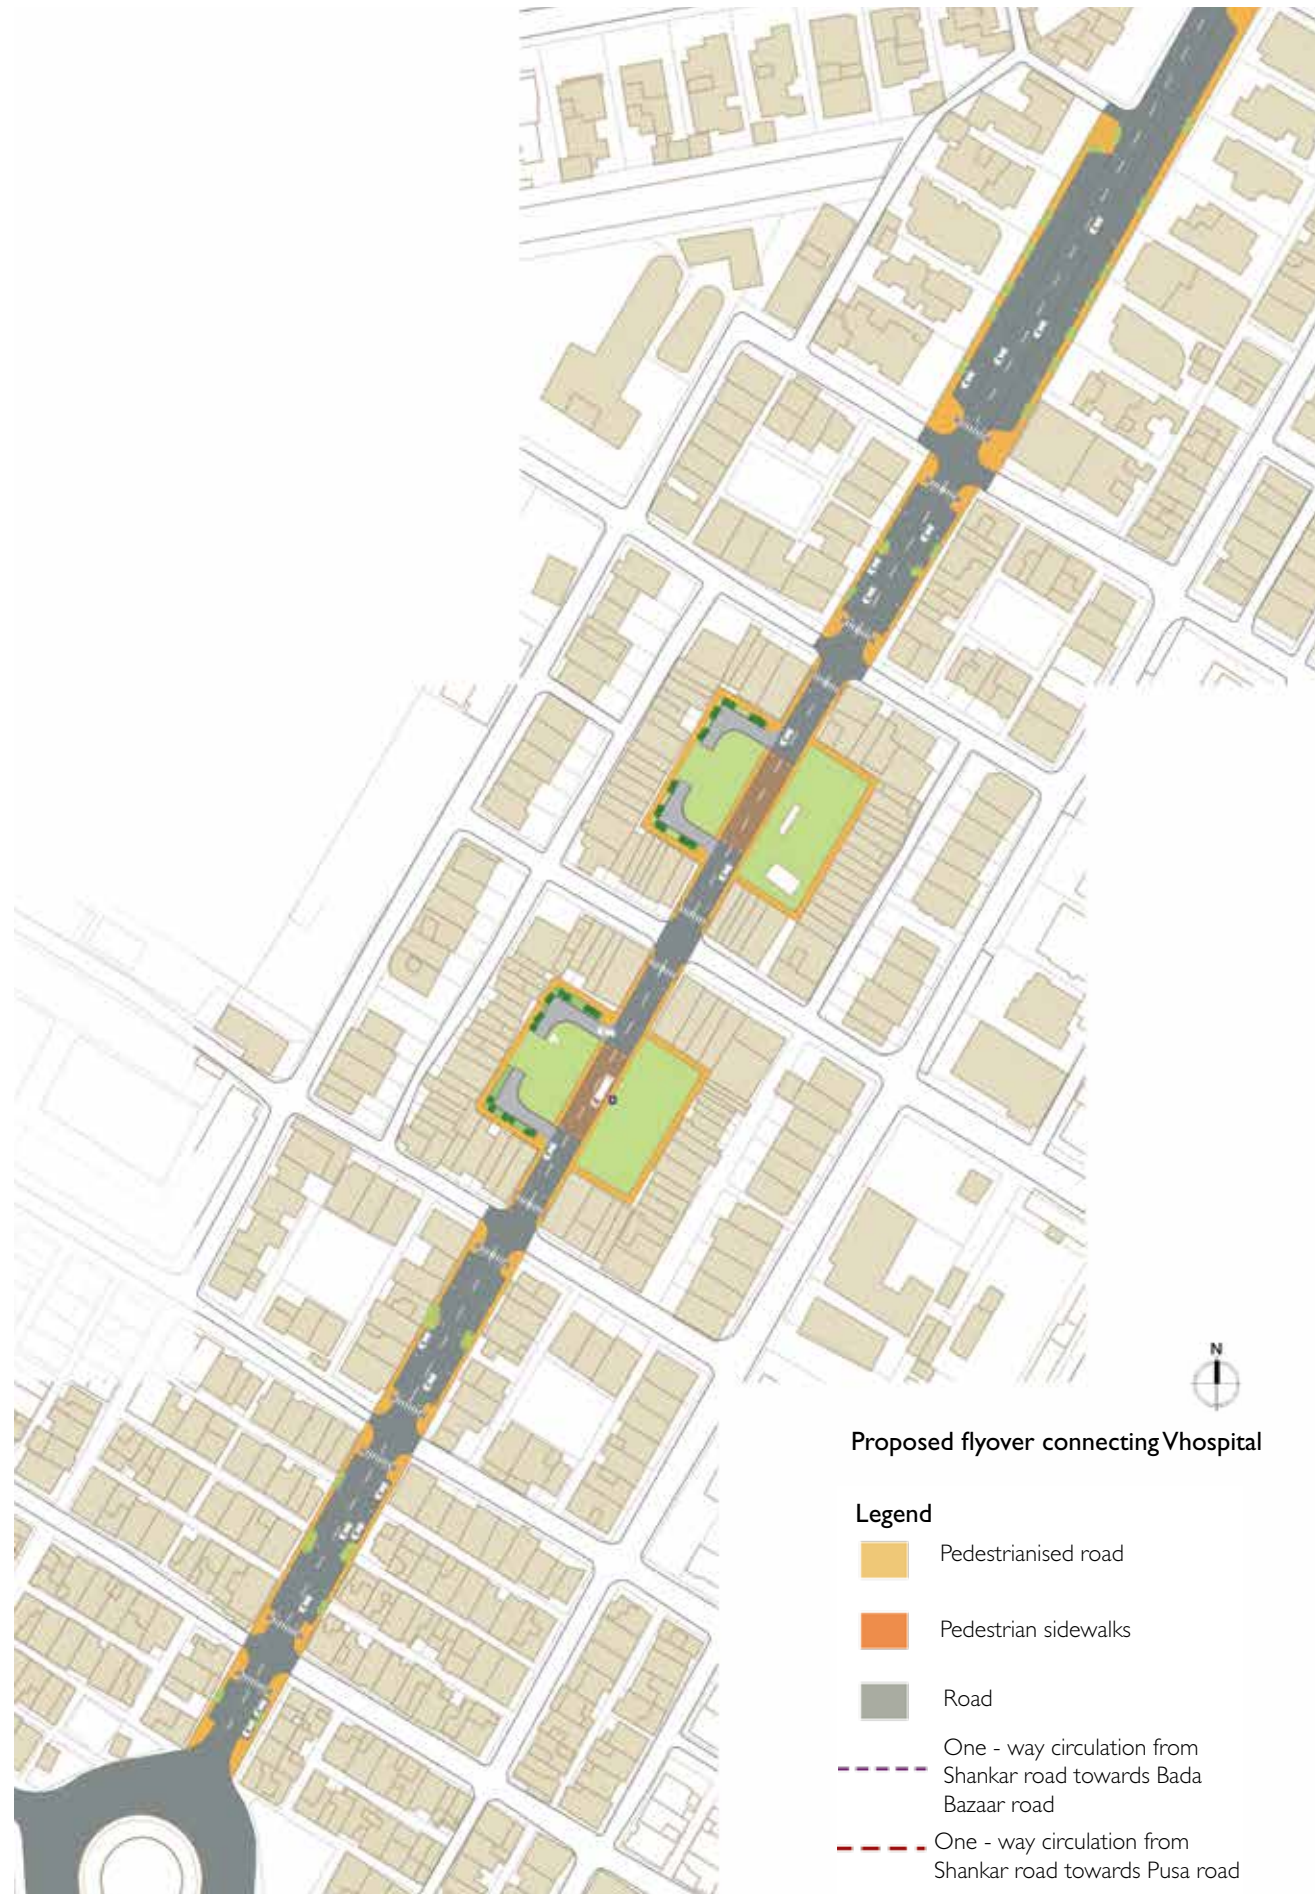 N
Proposed flyover connecting Vhospital
Legend
Pedestrianised road
Pedestrian sidewalks
Road
One - way circulation from
Shankar road towards Bada
Bazaar road
One - way circulation from
Shankar road towards Pusa road